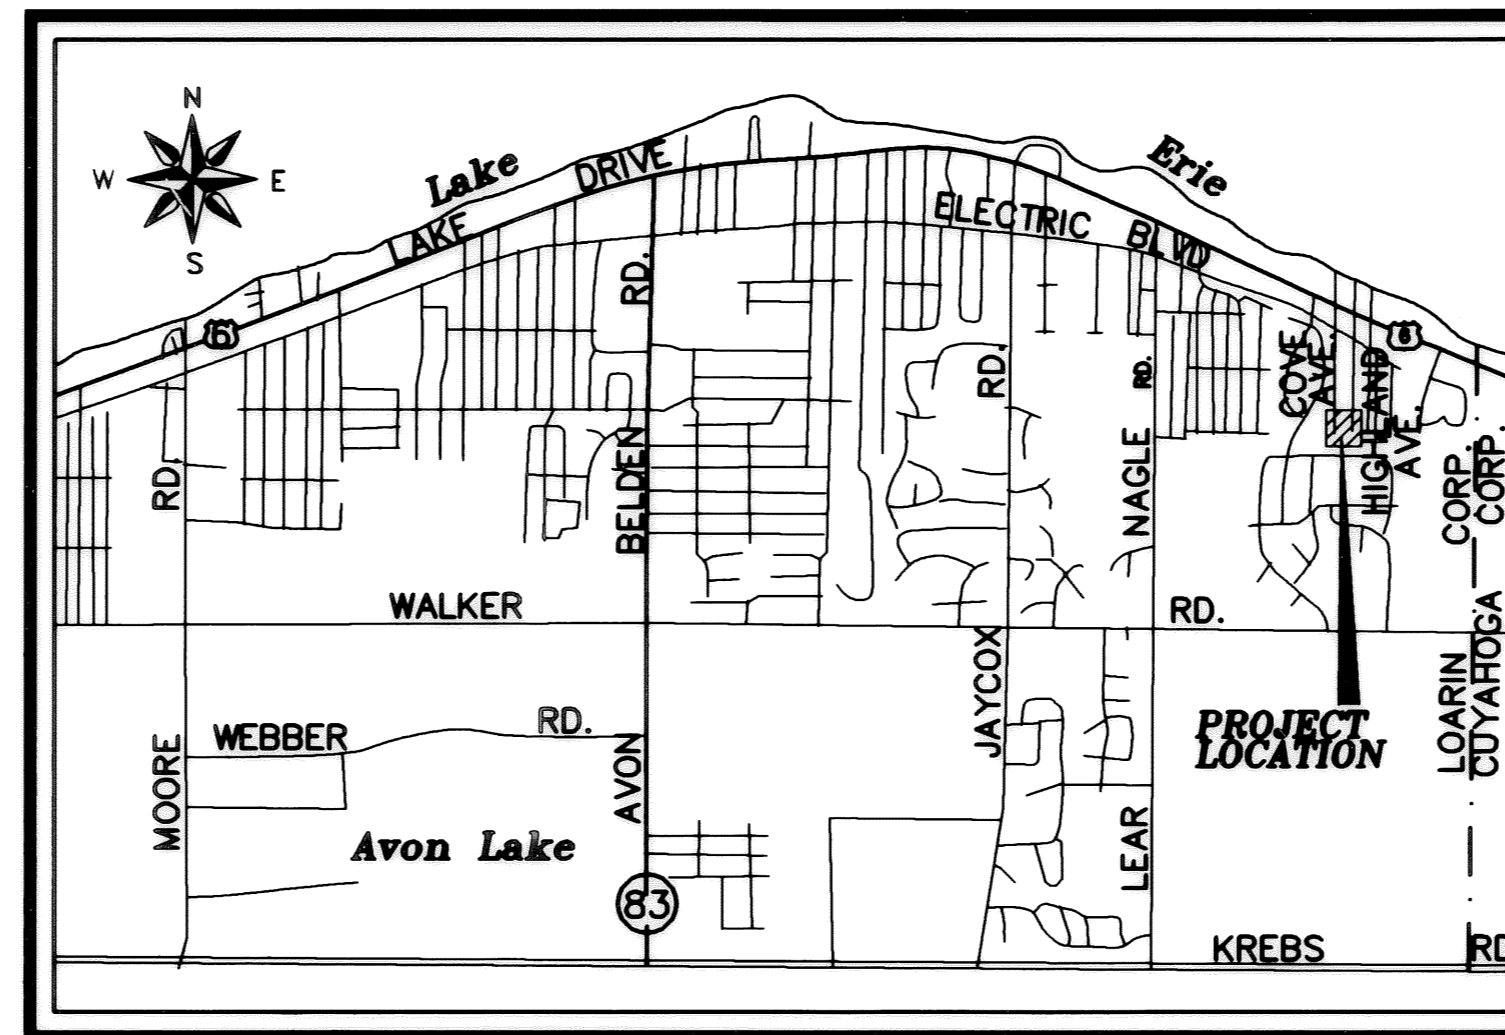 N
W E
S
Lake Erie
LAKE DRIVE
ELECTRIC BLVD
6
6
RD.
RD.
RD.
RD.
COVE AVE.
HIGHLAND AVE.
BELDEN
NAGLE
CORP.
CORP.
WALKER RD.
JAYCOX
LOARIN
CUYAHOGA
PROJECT
LOCATION
WEBBER RD.
MOORE
AVON
LEAR
Avon Lake
83
KREBS RD